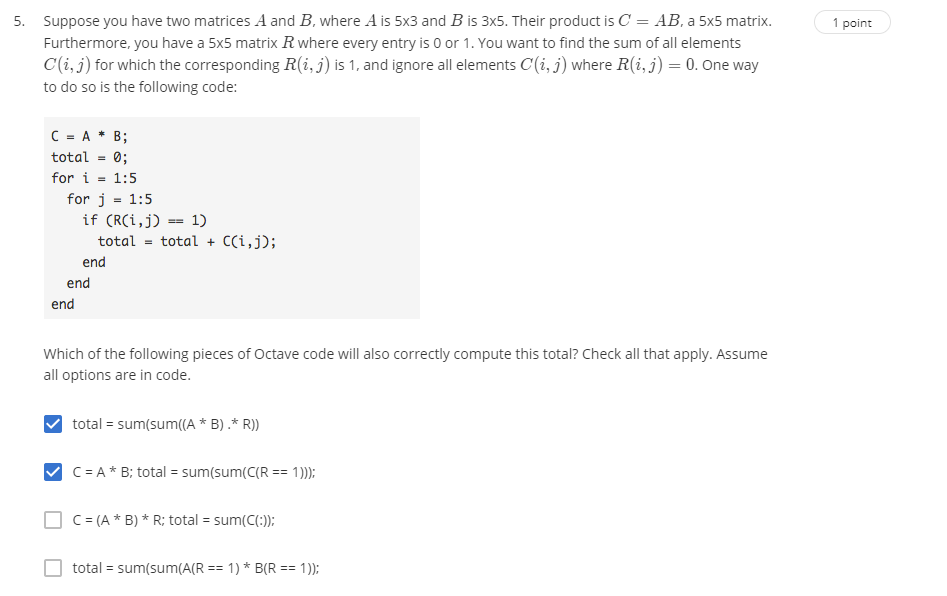 5. Suppose you have two matrices A and B, where A is 5x3 and B is 3x5. Their product is C = AB, a 5x5 matrix. 1 point
Furthermore, you have a 5x5 matrix R where every entry is 0 or 1. You want to find the sum of all elements
C(i, j) for which the corresponding R(i, j) is 1, and ignore all elements C(i, j) where R(i, j) = 0. One way
to do so is the following code:
C = A * B;
total = 0;
for i = 1:5
for j = 1:5
if (R(i,j) == 1)
total = total + C(i,j);
end
end
end
Which of the following pieces of Octave code will also correctly compute this total? Check all that apply. Assume
all options are in code.
total = sum(sum((A * B) .* R))
C = A * B; total = sum(sum(C(R == 1)));
C = (A * B) * R; total = sum(C(:));
total = sum(sum(A(R == 1) * B(R == 1));